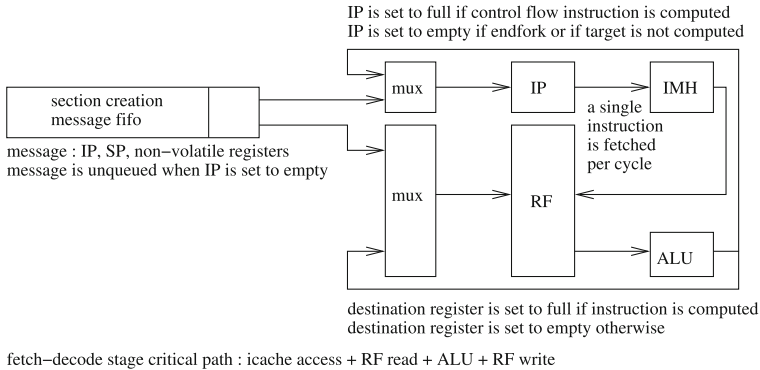 IP is set to full if control flow instruction is computed
IP is set to empty if endfork or if target is not computed
section creation
message fifo
mux
IP
IMH
message : IP, SP, non−volatile registers
message is unqueued when IP is set to empty
a single
instruction
is fetched
per cycle
mux
RF
ALU
destination register is set to full if instruction is computed
destination register is set to empty otherwise
fetch−decode stage critical path : icache access + RF read + ALU + RF write